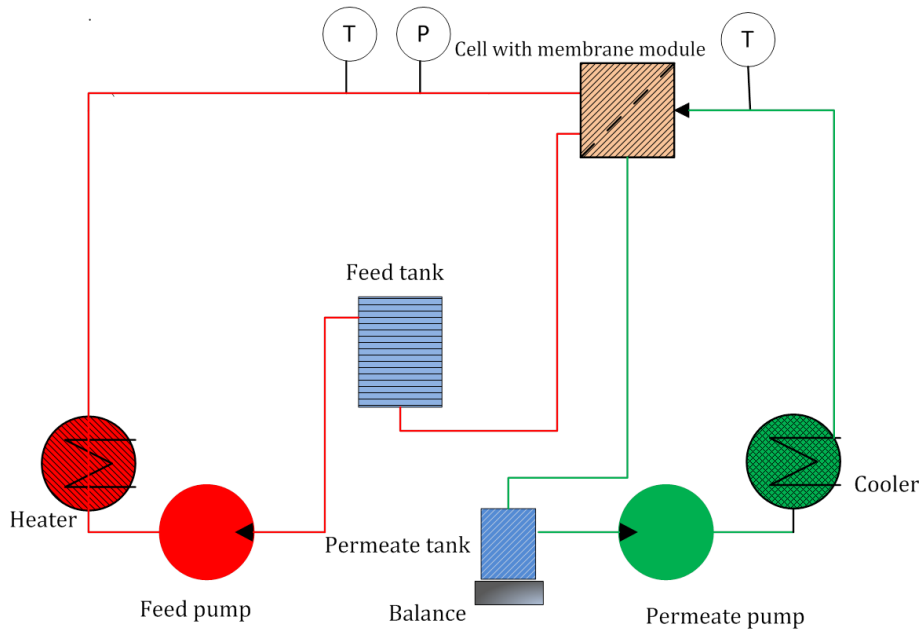 T
P
T
Cell with membrane module
Feed tank
Heater
Cooler
Permeate tank
Feed pump
Balance
Permeate pump